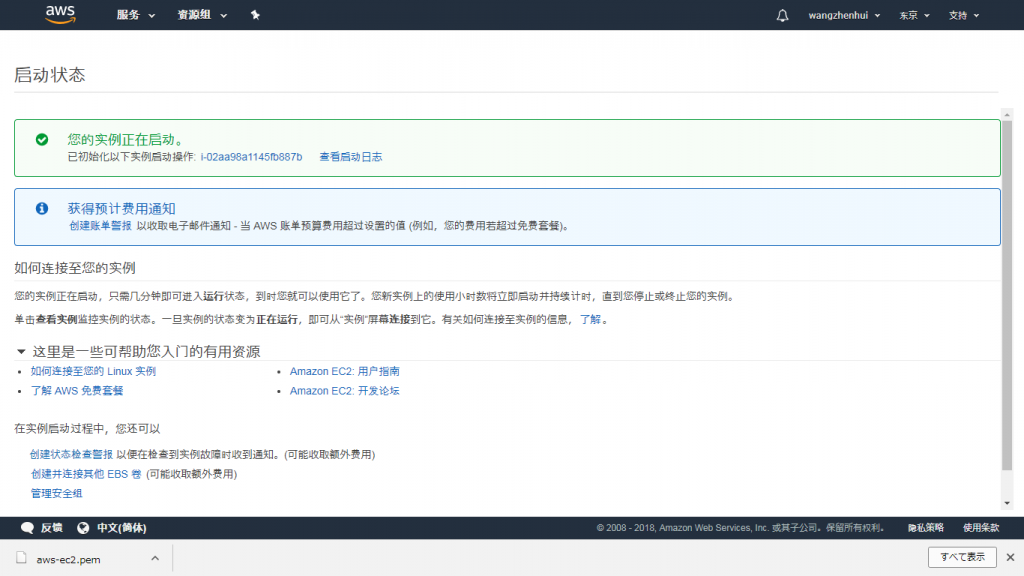 aws 服务 资源组 wangzhenhui 东京 支持
启动状态
您的实例正在启动。
已初始化以下实例启动操作: i-02aa98a1145fb887b 查看启动日志
获得预计费用通知
创建账单警报 以收取电子邮件通知 - 当 AWS 账单预算费用超过设置的值 (例如，您的费用若超过免费套餐)。
如何连接至您的实例
您的实例正在启动，只需几分钟即可进入运行状态，到时您就可以使用它了。您新实例上的使用小时数将立即启动并持续计时，直到您停止或终止您的实例。
单击查看实例监控实例的状态。一旦实例的状态变为正在运行，即可从“实例”屏幕连接到它。有关如何连接至实例的信息，了解。
这里是一些可帮助您入门的有用资源
• 如何连接至您的 Linux 实例 • Amazon EC2: 用户指南
• 了解 AWS 免费套餐 • Amazon EC2: 开发论坛
在实例启动过程中，您还可以
创建状态检查警报 以便在检查到实例故障时收到通知。(可能收取额外费用)
创建并连接其他 EBS 卷 (可能收取额外费用)
管理安全组
反馈 中文(简体) © 2008 - 2018, Amazon Web Services, Inc. 或其子公司。保留所有权利。 隐私策略 使用条款
aws-ec2.pem すべて表示